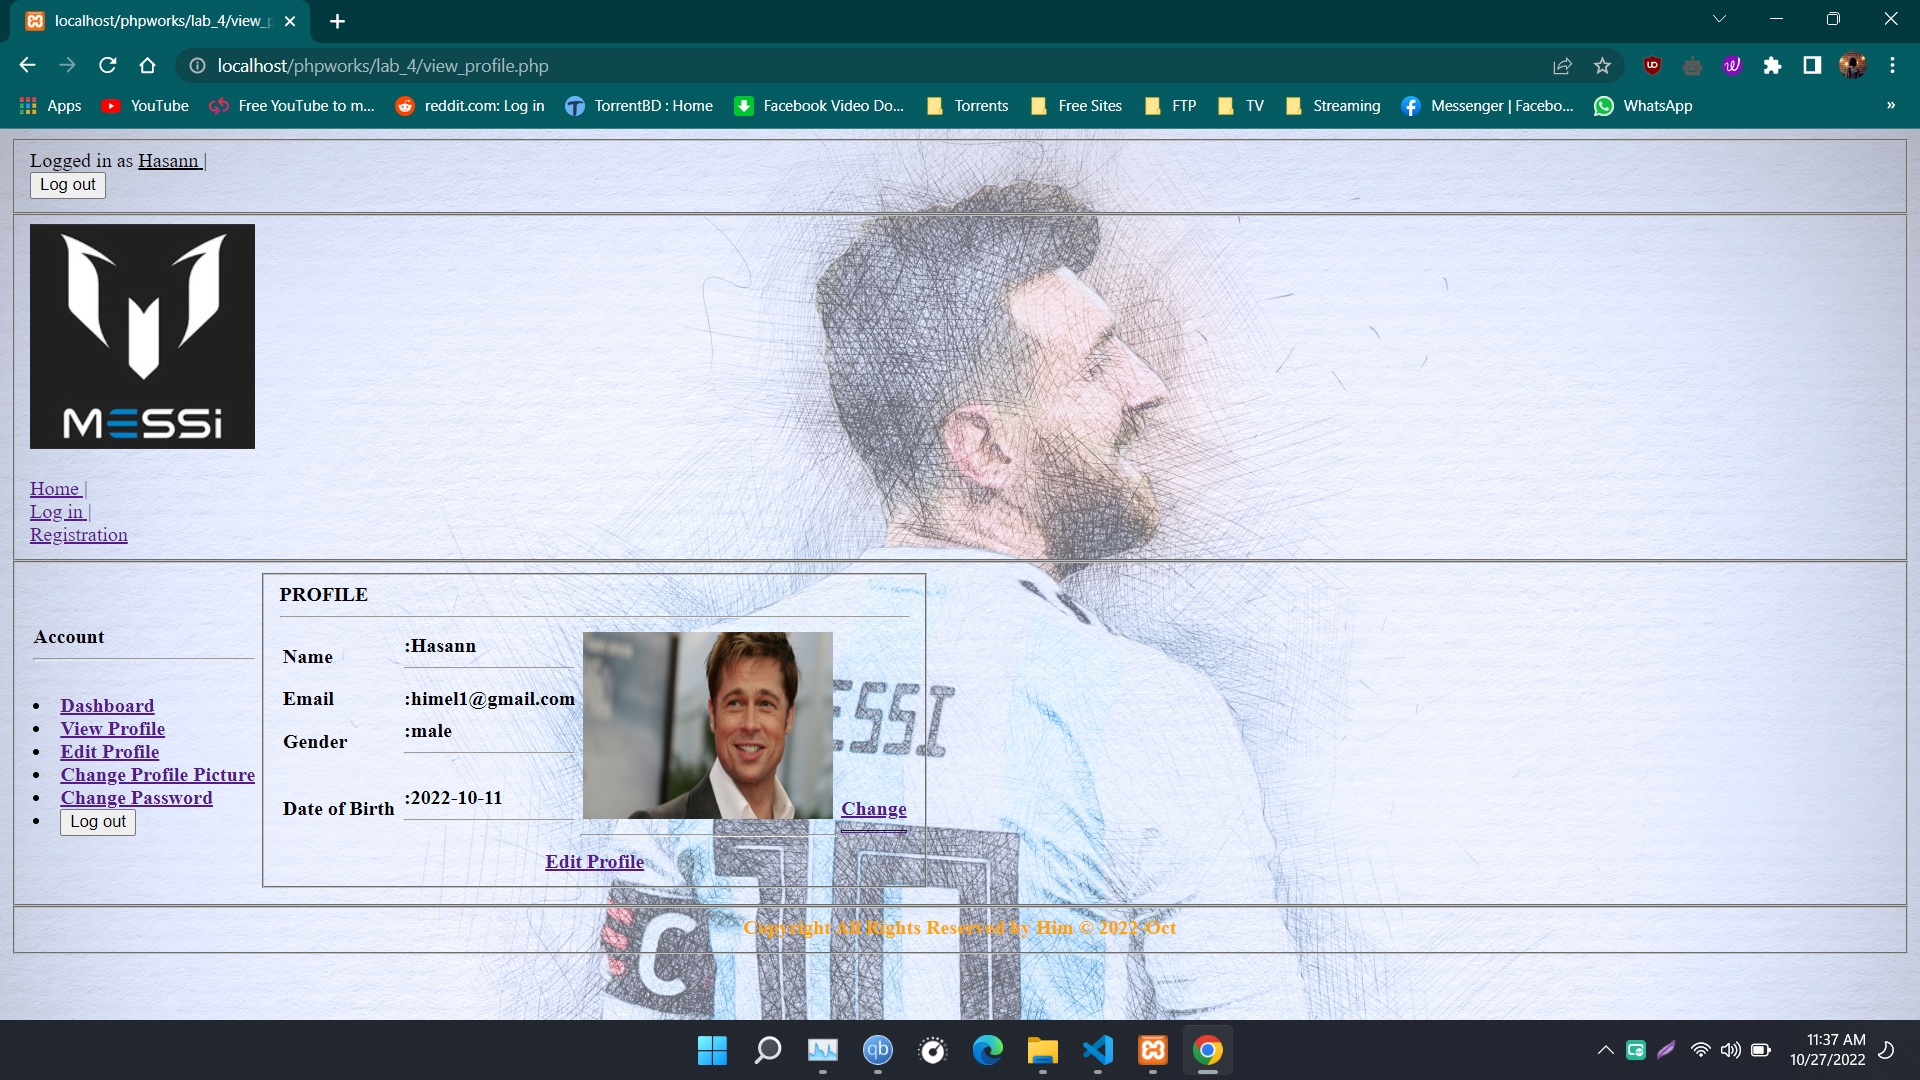 localhost/phpworks/lab_4/view_p
localhost/phpworks/lab_4/view_profile.php
Apps YouTube Free YouTube to m... reddit.com: Log in TorrentBD : Home Facebook Video Do... Torrents Free Sites FTP TV Streaming Messenger | Facebo... WhatsApp »
Logged in as Hasann |
Log out
MESSi
Home |
Log in |
Registration
Account
Dashboard
View Profile
Edit Profile
Change Profile Picture
Change Password
Log out
PROFILE
Name :Hasann
Email :himel1@gmail.com
Gender :male
Date of Birth :2022-10-11
Change
Edit Profile
ESSI
10
C
Copyright All Rights Reserved by Him © 2022-Oct
qb
11:37 AM
10/27/2022